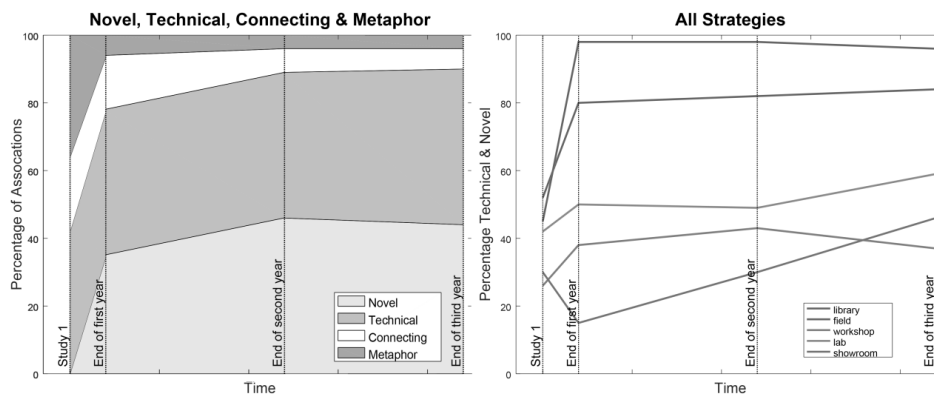 Novel, Technical, Connecting & Metaphor
100
80
60
40
20
0
Percentage of Assocations
Study 1
End of first year
End of second year
End of third year
Novel
Technical
Connecting
Metaphor
Time
All Strategies
100
80
60
40
20
0
Percentage Technical & Novel
Study 1
End of first year
End of second year
End of third year
library
field
workshop
lab
showroom
Time